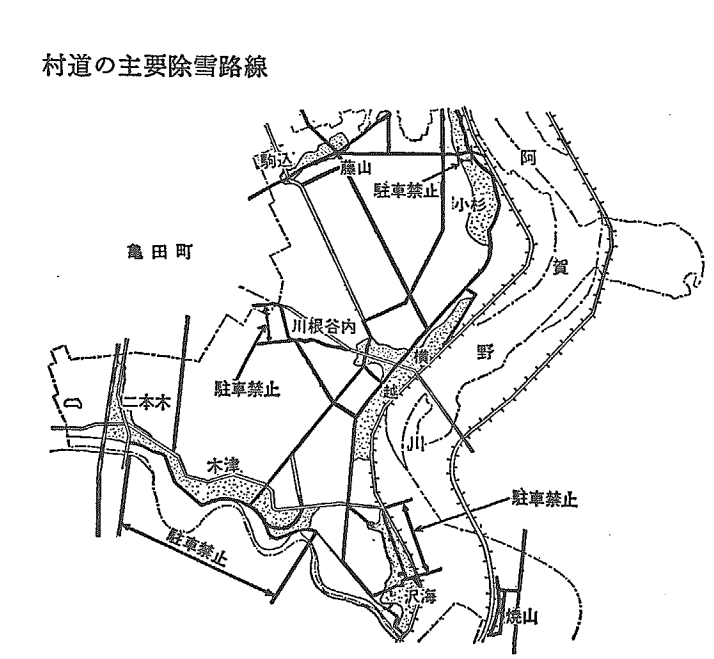 村道の主要除雪路線
駒込
藤山
阿
駐車禁止
小杉
亀田町
賀
川根谷内
横
野
駐車禁止
越
二本木
川
木津
駐車禁止
駐車禁止
沢海
焼山